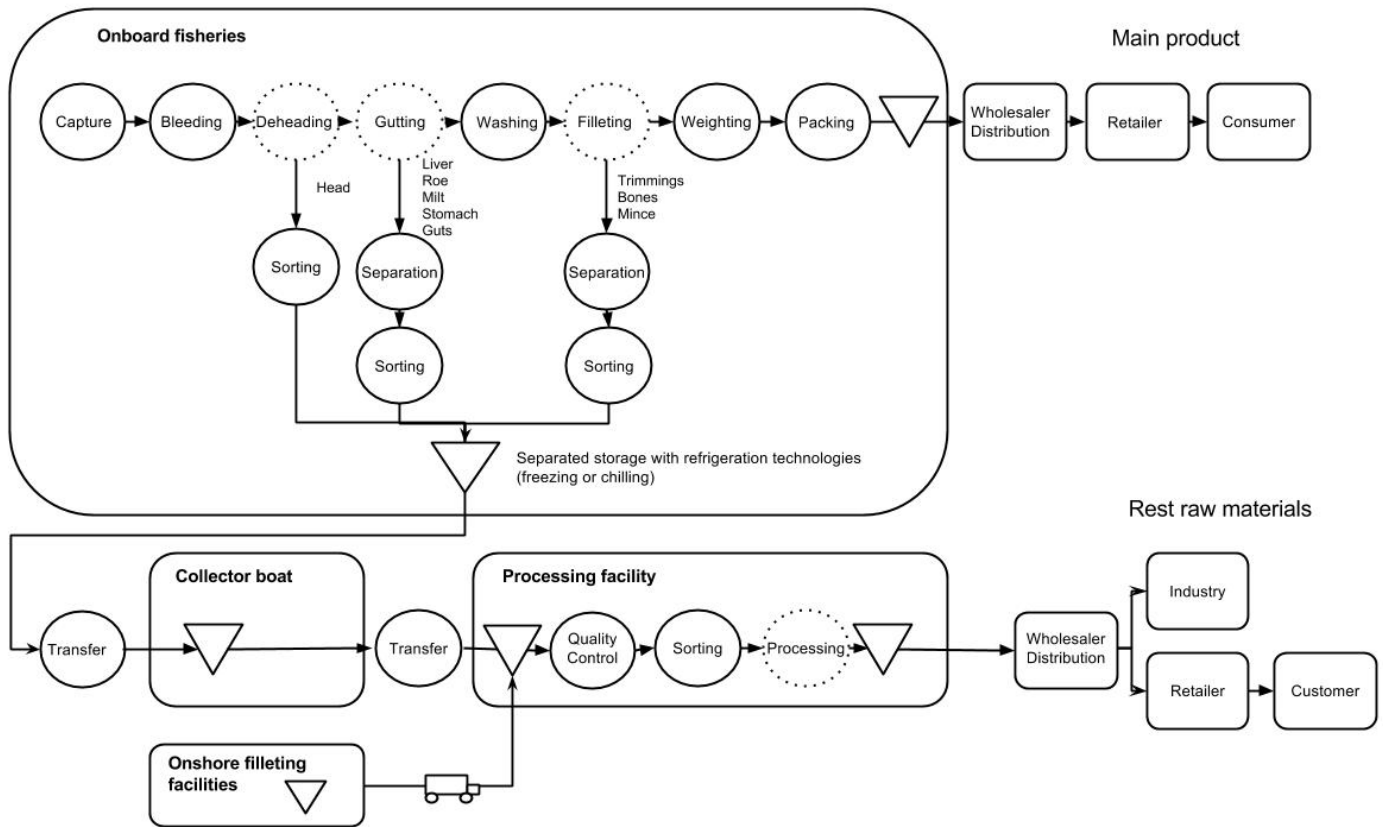 Onboard fisheries
Main product
Capture
Bleeding
Deheading
Gutting
Washing
Filleting
Weighting
Packing
Wholesaler
Distribution
Retailer
Consumer
Head
Liver
Roe
Milt
Stomach
Guts
Trimmings
Bones
Mince
Sorting
Separation
Separation
Sorting
Sorting
Separated storage with refrigeration technologies
(freezing or chilling)
Rest raw materials
Collector boat
Processing facility
Transfer
Transfer
Quality
Control
Sorting
Processing
Wholesaler
Distribution
Industry
Retailer
Customer
Onshore filleting
facilities